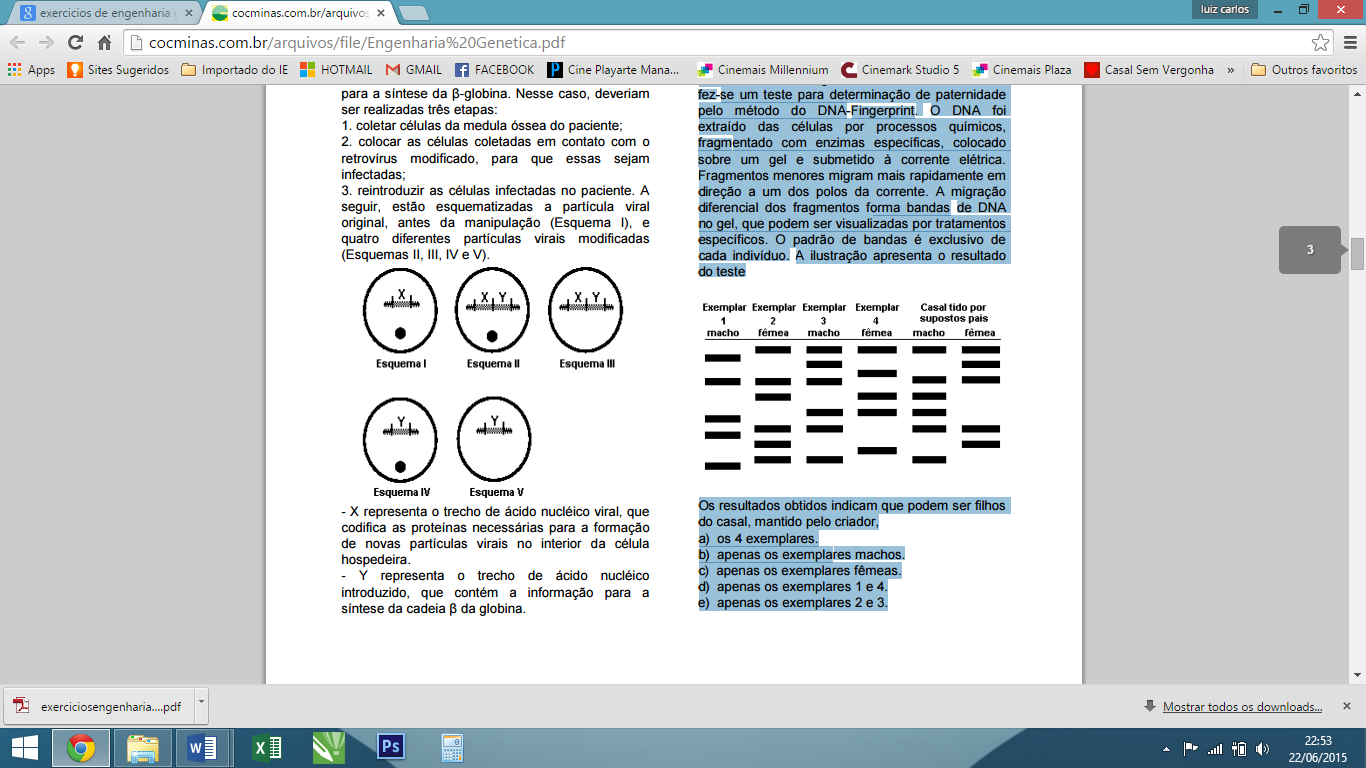 exercicios de engenharia g
cocminas.com.br/arquivos
luiz carlos
cocminas.com.br/arquivos/file/Engenharia%20Genetica.pdf
Apps
Sites Sugeridos
Importado do IE
HOTMAIL
GMAIL
FACEBOOK
Cine Playarte Mana...
Cinemais Millennium
Cinemark Studio 5
Cinemais Plaza
Casal Sem Vergonha
»
Outros favoritos
para a síntese da β-globina. Nesse caso, deveriam
ser realizadas três etapas:
1. coletar células da medula óssea do paciente;
2. colocar as células coletadas em contato com o
retrovírus modificado, para que essas sejam
infectadas;
3. reintroduzir as células infectadas no paciente. A
seguir, estão esquematizadas a partícula viral
original, antes da manipulação (Esquema I), e
quatro diferentes partículas virais modificadas
(Esquemas II, III, IV e V).
X
X Y
X Y
Esquema I
Esquema II
Esquema III
Y
Y
Esquema IV
Esquema V
- X representa o trecho de ácido nucléico viral, que
codifica as proteínas necessárias para a formação
de novas partículas virais no interior da célula
hospedeira.
- Y representa o trecho de ácido nucléico
introduzido, que contém a informação para a
síntese da cadeia β da globina.
fez-se um teste para determinação de paternidade
pelo método do DNA-Fingerprint. O DNA foi
extraído das células por processos químicos,
fragmentado com enzimas específicas, colocado
sobre um gel e submetido à corrente elétrica.
Fragmentos menores migram mais rapidamente em
direção a um dos polos da corrente. A migração
diferencial dos fragmentos forma bandas de DNA
no gel, que podem ser visualizadas por tratamentos
específicos. O padrão de bandas é exclusivo de
cada indivíduo. A ilustração apresenta o resultado
do teste
Exemplar Exemplar Exemplar Exemplar Casal tido por
1 2 3 4 supostos pais
macho fêmea macho fêmea macho fêmea
Os resultados obtidos indicam que podem ser filhos
do casal, mantido pelo criador,
a) os 4 exemplares.
b) apenas os exemplares machos.
c) apenas os exemplares fêmeas.
d) apenas os exemplares 1 e 4.
e) apenas os exemplares 2 e 3.
3
exerciciosengenharia....pdf
Mostrar todos os downloads...
22:53
22/06/2015